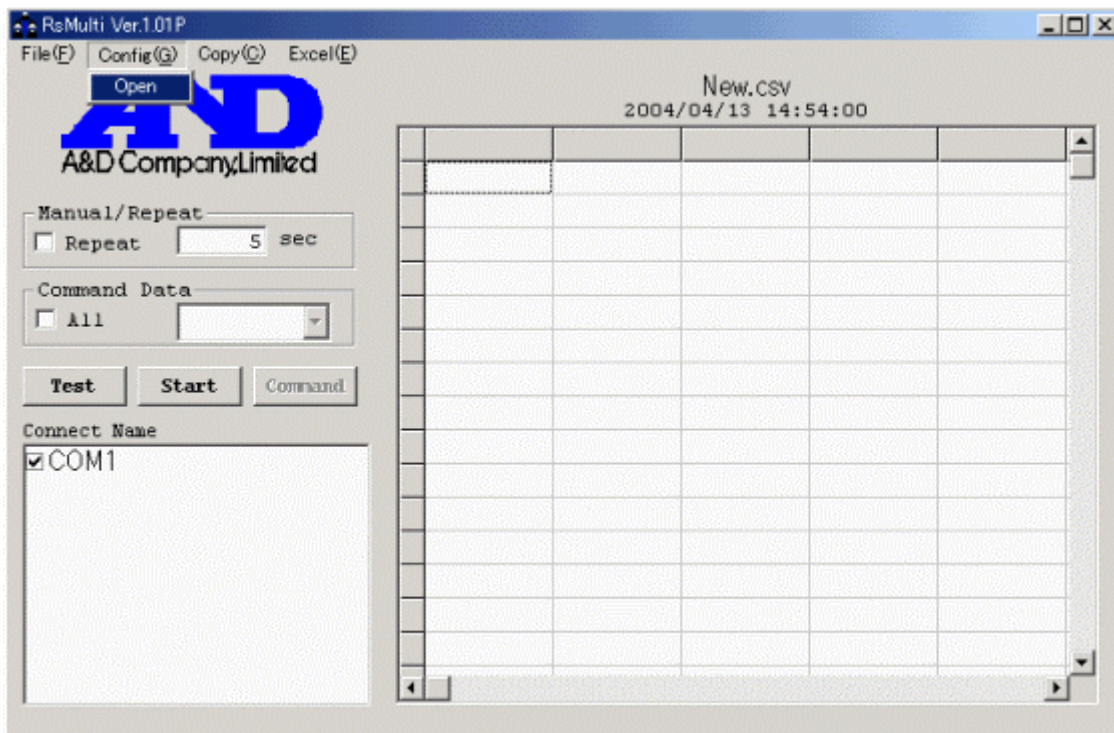 RsMulti Ver.1.01P
File(F) Config(G) Copy(C) Excel(E)
Open
A&D
A&D Company,Limited
New.csv
2004/04/13 14:54:00
Manual/Repeat
Repeat 5 sec
Command Data
All
Test Start Command
Connect Name
COM1